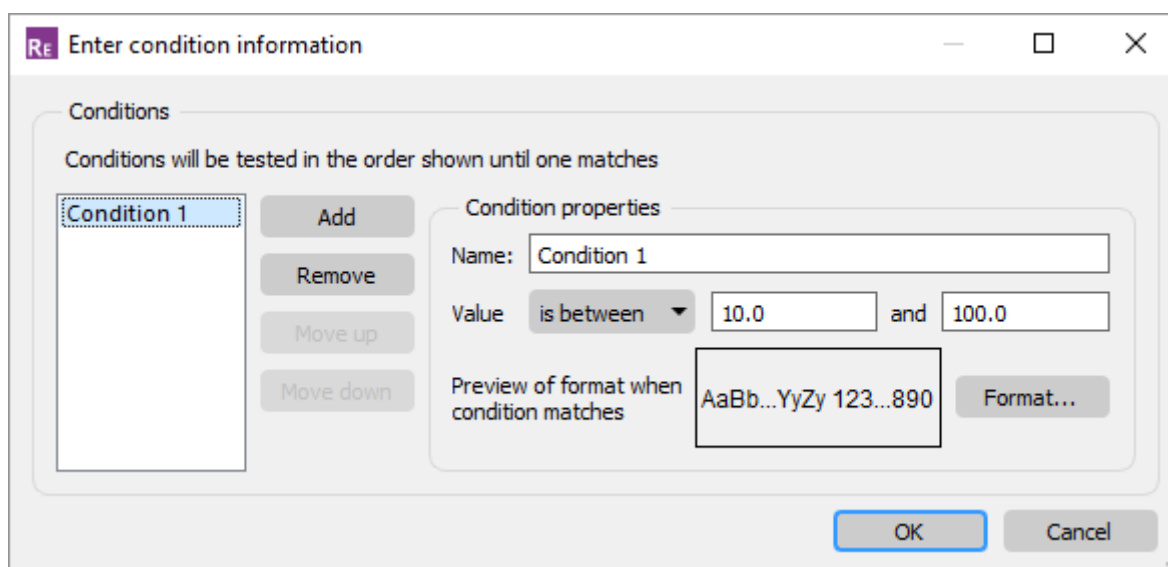 RE Enter condition information
Conditions
Conditions will be tested in the order shown until one matches
Condition 1
Add
Remove
Move up
Move down
Condition properties
Name: Condition 1
Value is between 10.0 and 100.0
Preview of format when
condition matches
AaBb...YyZy 123...890
Format...
OK Cancel